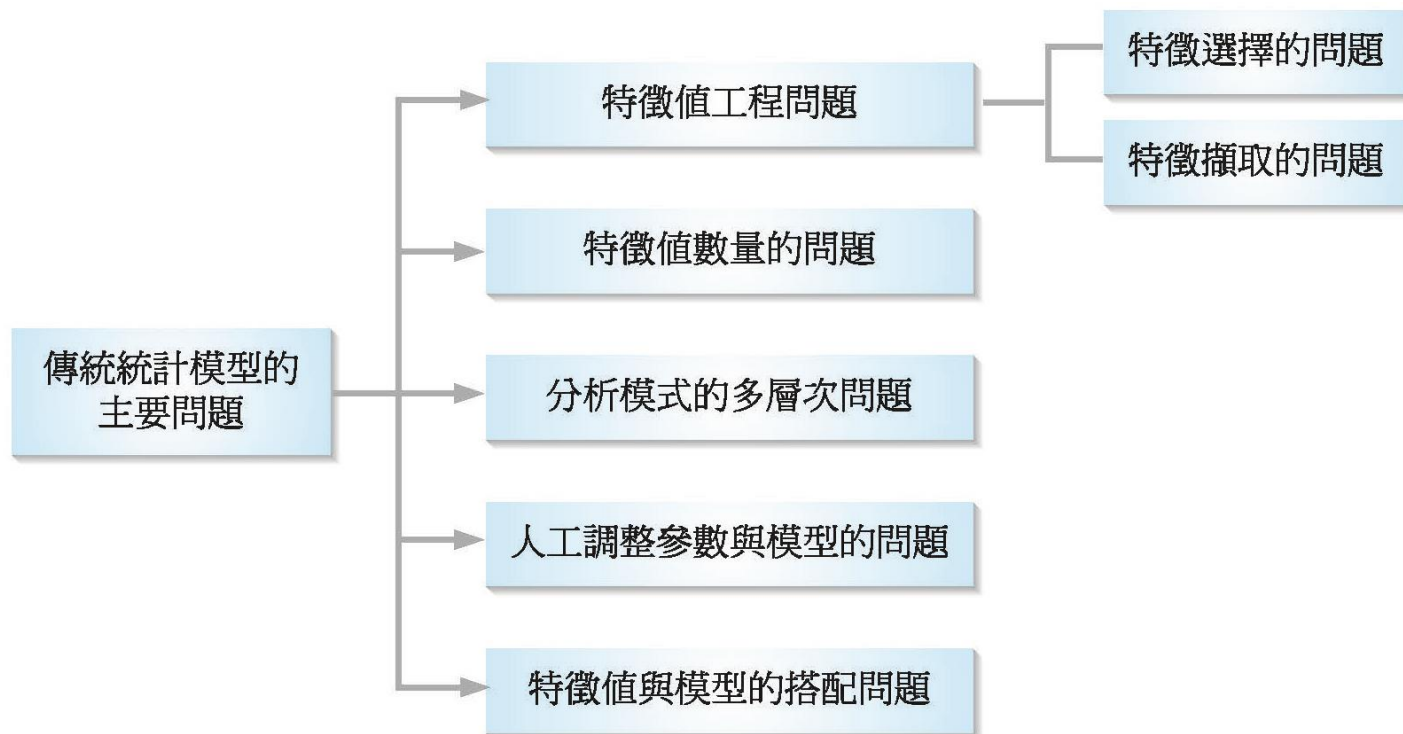 傳統統計模型的
主要問題
特徵值工程問題
特徵選擇的問題
特徵擷取的問題
特徵值數量的問題
分析模式的多層次問題
人工調整參數與模型的問題
特徵值與模型的搭配問題